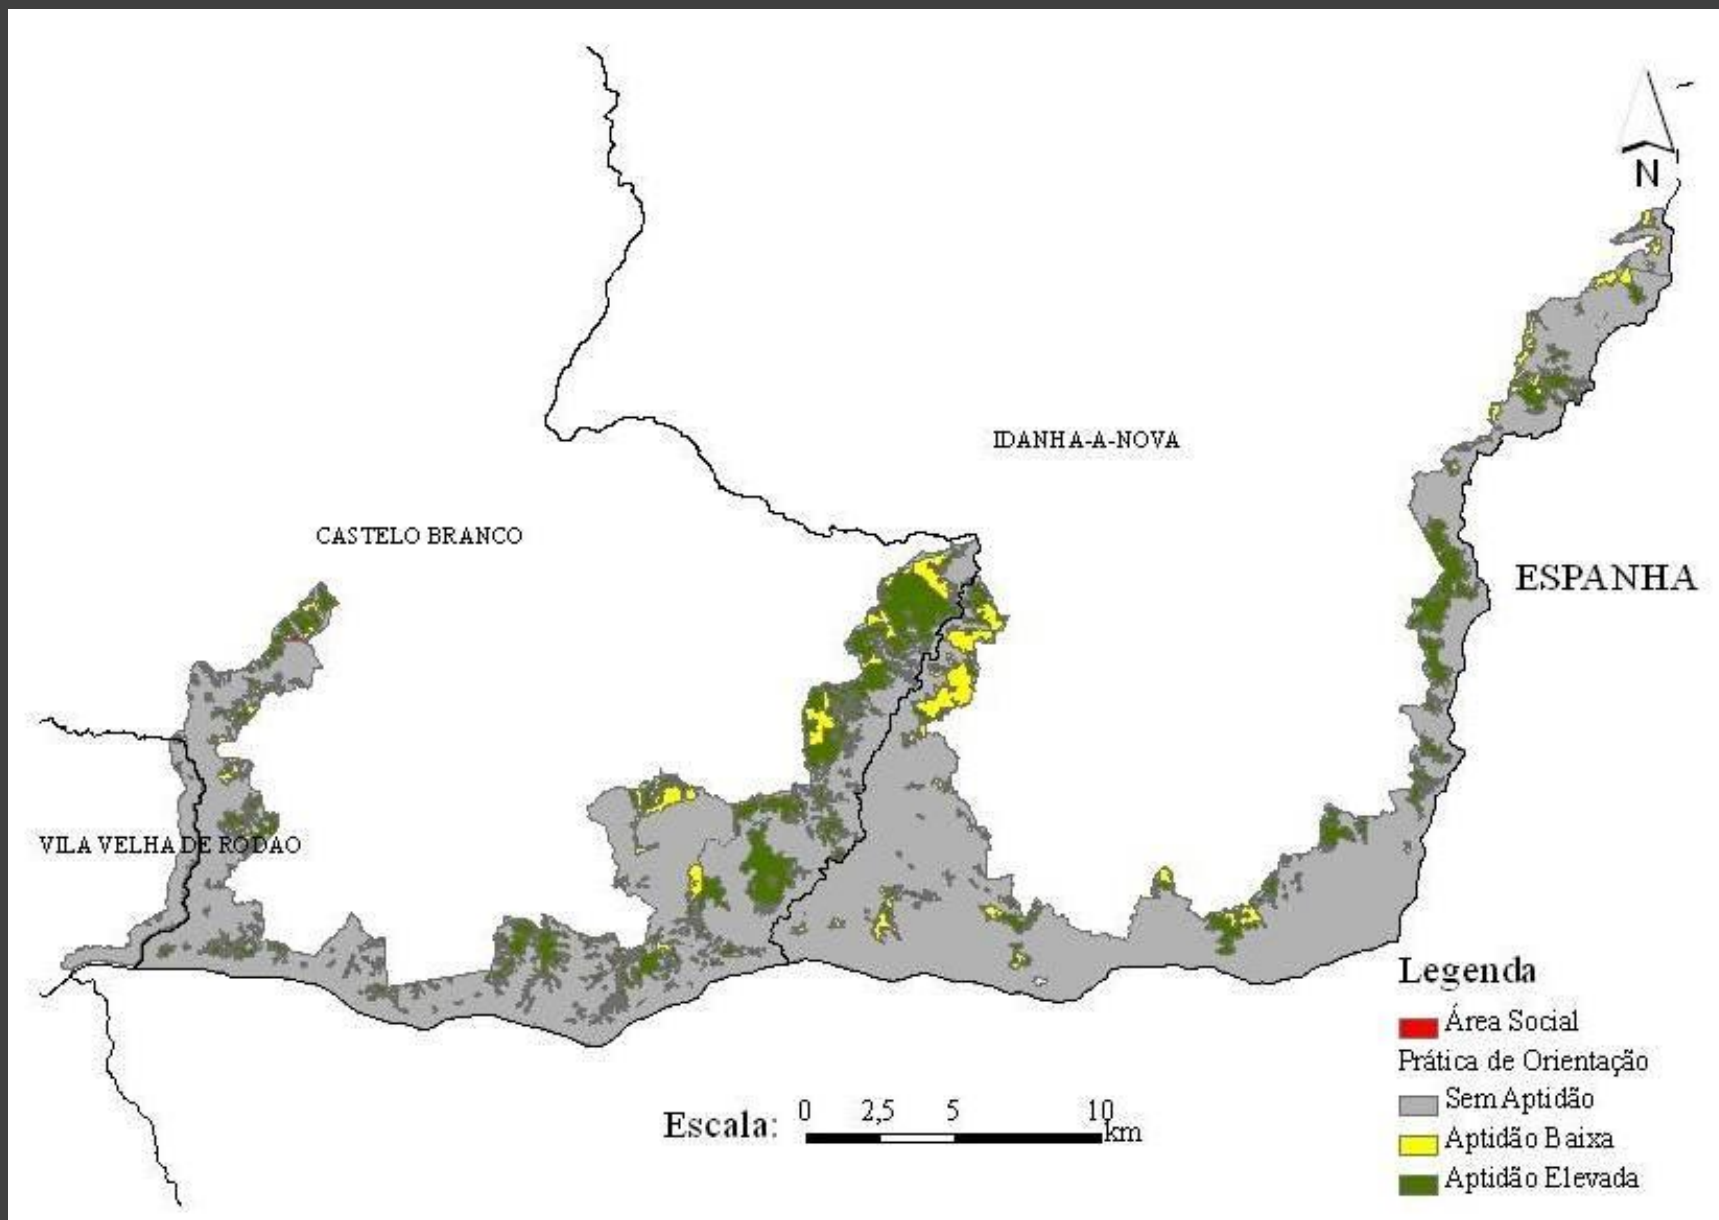 N
IDANHA-A-NOVA
CASTELO BRANCO
ESPANHA
VILA VELHA DE RODAO
Legenda
Área Social
Prática de Orientação
Sem Aptidão
Aptidão Baixa
Aptidão Elevada
Escala: 0 2,5 5 10 km